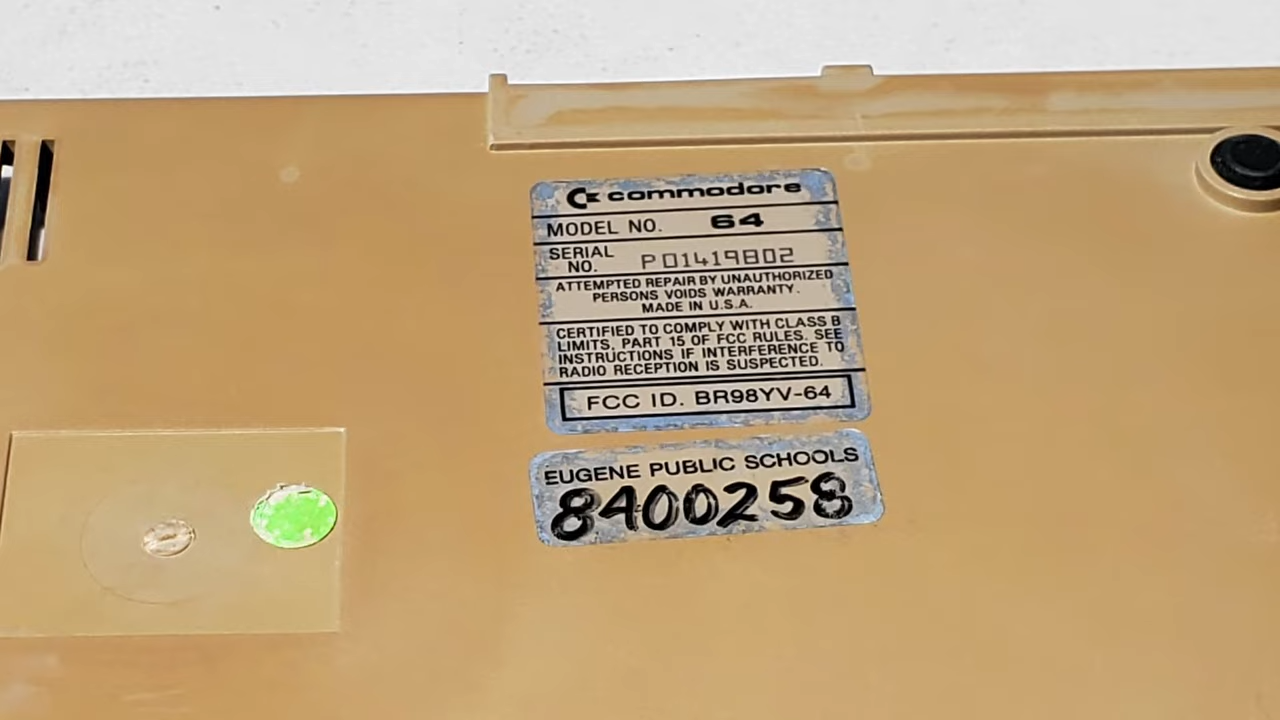 commodore
MODEL NO. 64
SERIAL NO. P01419802
ATTEMPTED REPAIR BY UNAUTHORIZED
PERSONS VOIDS WARRANTY.
MADE IN U.S.A.
CERTIFIED TO COMPLY WITH CLASS B
LIMITS, PART 15 OF FCC RULES. SEE
INSTRUCTIONS IF INTERFERENCE TO
RADIO RECEPTION IS SUSPECTED.
FCC ID. BR98YV-64
EUGENE PUBLIC SCHOOLS
8400258